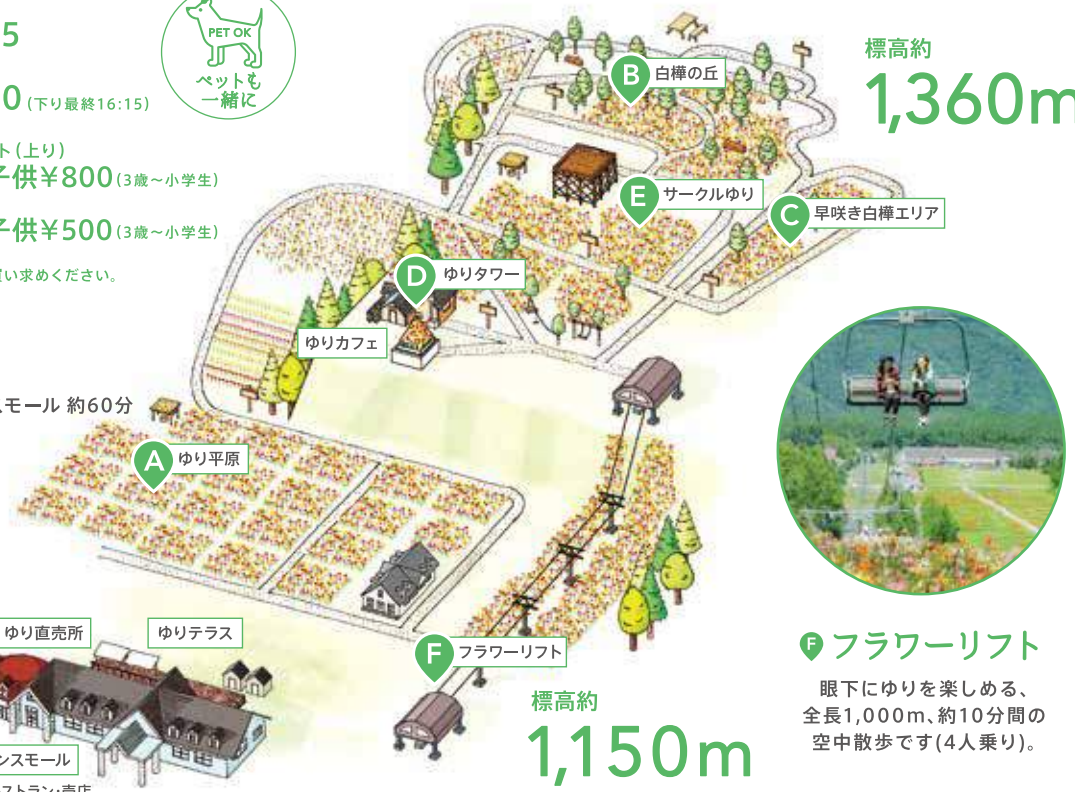 5
PET OK
ペットも
一緒に
0(下り最終16:15)
ト(上り)
子供¥800(3歳〜小学生)
子供¥500(3歳〜小学生)
い求めください。
標高約
1,360m
B 白樺の丘
E サークルゆり
C 早咲き白樺エリア
D ゆりタワー
ゆりカフェ
スモール 約60分
A ゆり平原
ゆり直売所
ゆりテラス
F フラワーリフト
標高約
1,150m
ンスモール
ストラン・売店
F フラワーリフト
眼下にゆりを楽しめる、
全長1,000m、約10分間の
空中散歩です(4人乗り)。